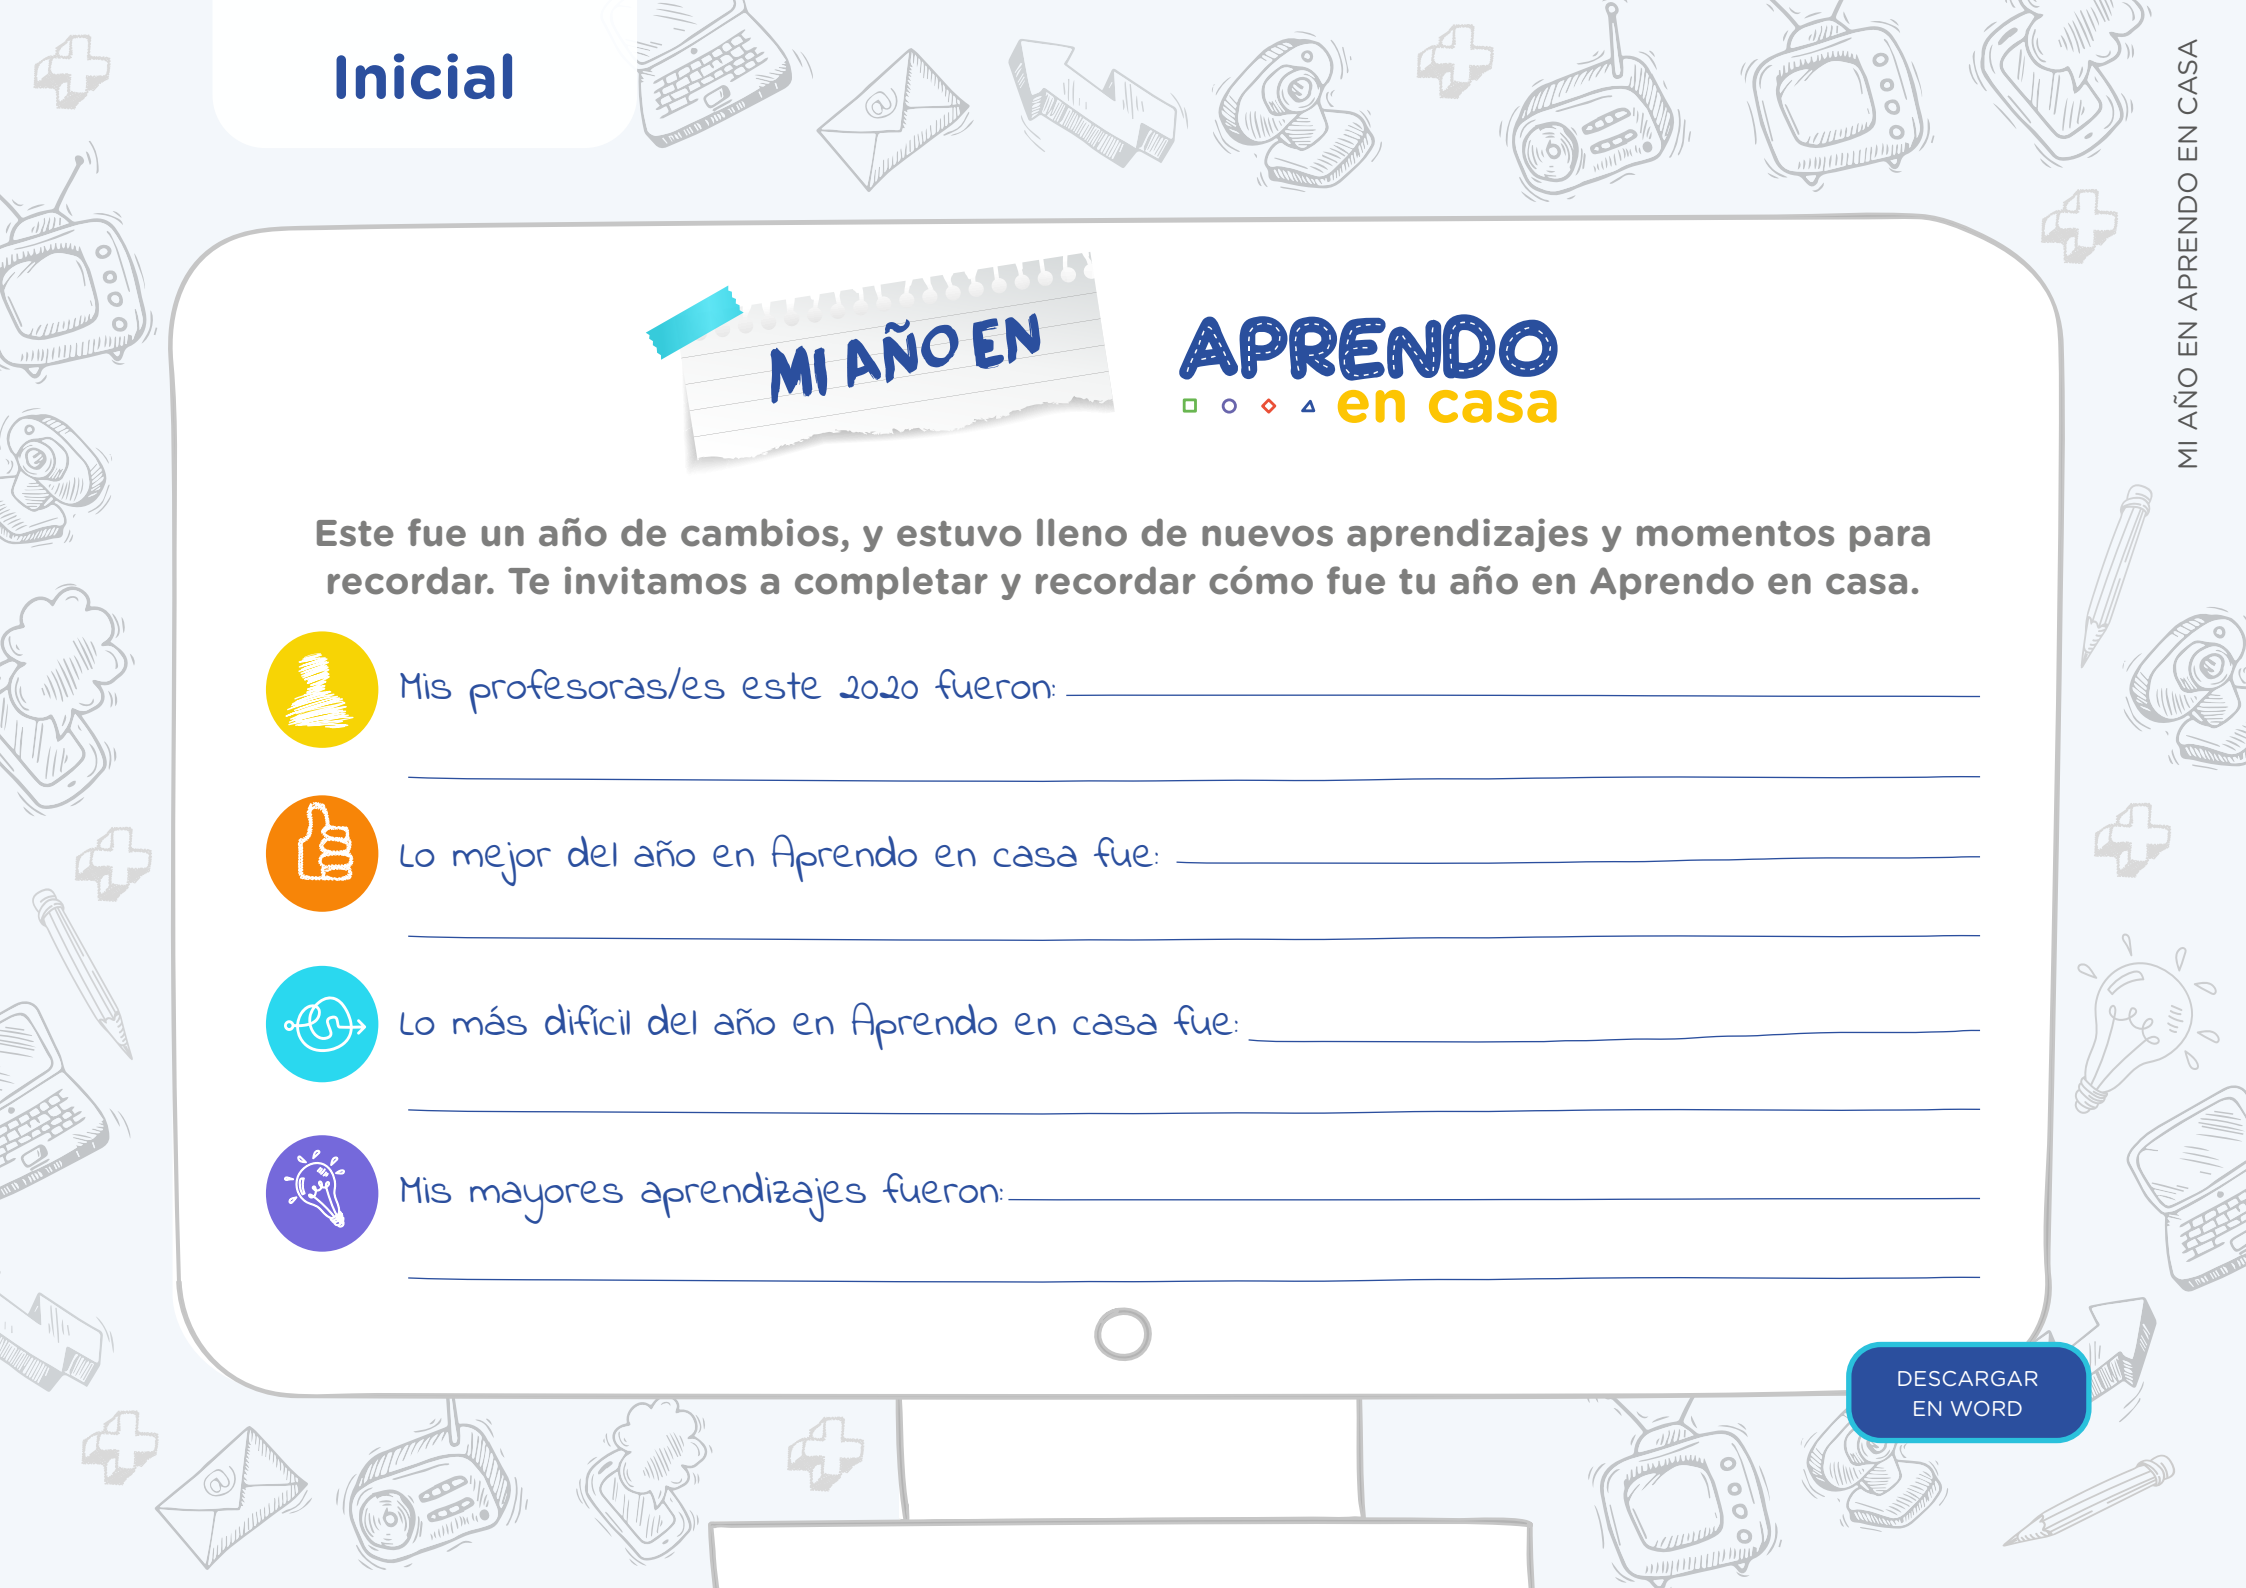 Inicial
MI AÑO EN APRENDO EN CASA
MI AÑO EN
APRENDO
en casa
Este fue un año de cambios, y estuvo lleno de nuevos aprendizajes y momentos para
recordar. Te invitamos a completar y recordar cómo fue tu año en Aprendo en casa.
Mis profesoras/es este 2020 fueron:
Lo mejor del año en Aprendo en casa fue:
Lo más difícil del año en Aprendo en casa fue:
Mis mayores aprendizajes fueron:
DESCARGAR
EN WORD
@
@